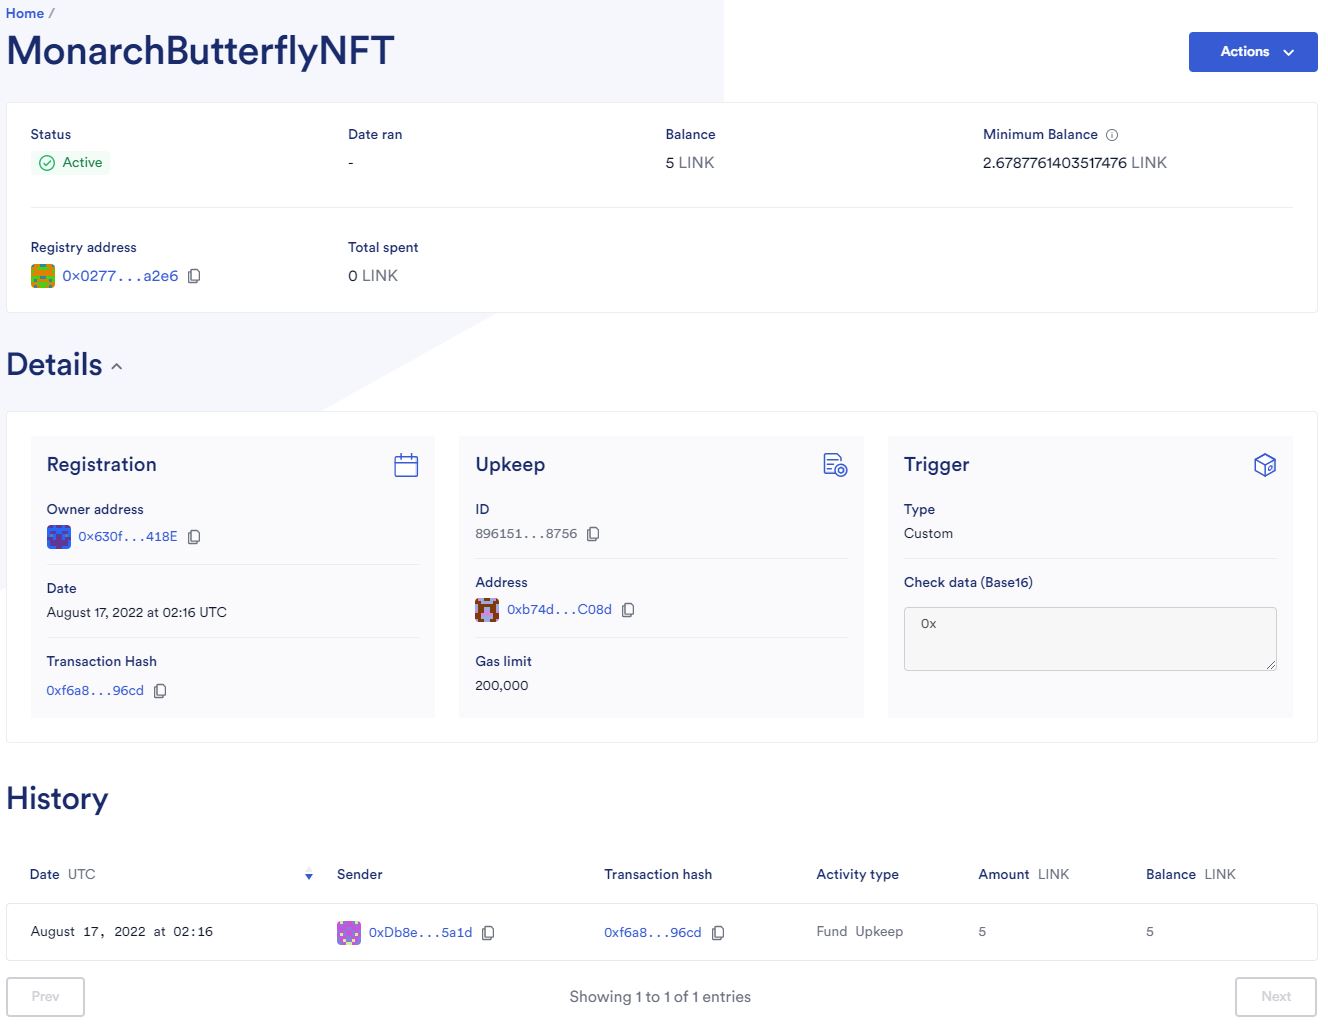 Home /
MonarchButterflyNFT
Actions
Status
Date ran
Balance
Minimum Balance
Active
-
5 LINK
2.6787761403517476 LINK
Registry address
Total spent
0x0277...a2e6
0 LINK
Details
Registration
Owner address
0x630f...418E
Date
August 17, 2022 at 02:16 UTC
Transaction Hash
0xf6a8...96cd
Upkeep
ID
896151...8756
Address
0xb74d...C08d
Gas limit
200,000
Trigger
Type
Custom
Check data (Base16)
0x
History
Date UTC
Sender
Transaction hash
Activity type
Amount LINK
Balance LINK
August 17, 2022 at 02:16
0xDb8e...5a1d
0xf6a8...96cd
Fund Upkeep
5
5
Prev
Showing 1 to 1 of 1 entries
Next